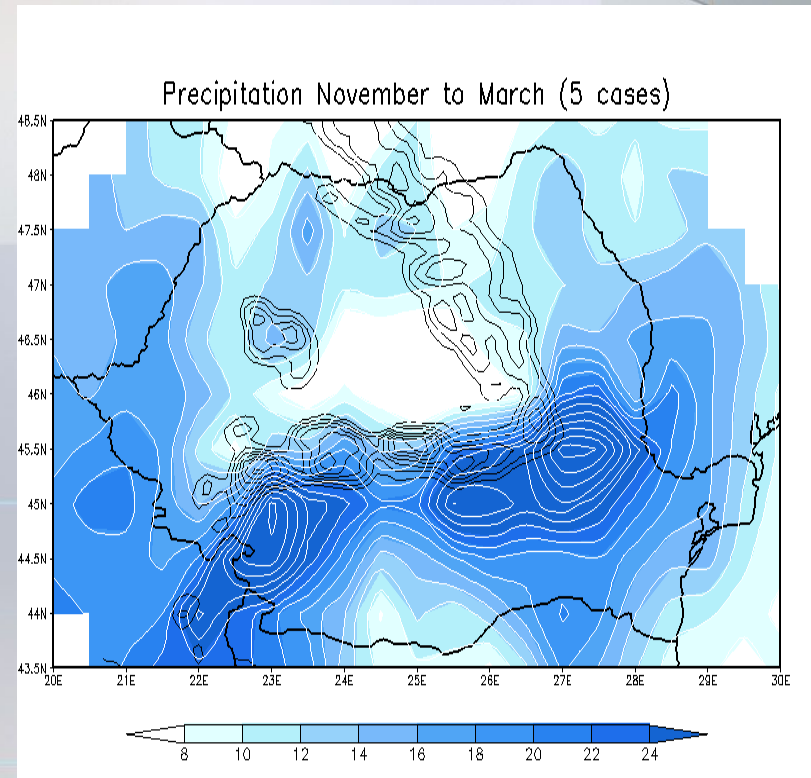 Precipitation November to March (5 cases)
48.5N
48N
47.5N
47N
46.5N
46N
45.5N
45N
44.5N
44N
43.5N
20E 21E 22E 23E 24E 25E 26E 27E 28E 29E 30E
8 10 12 14 16 18 20 22 24